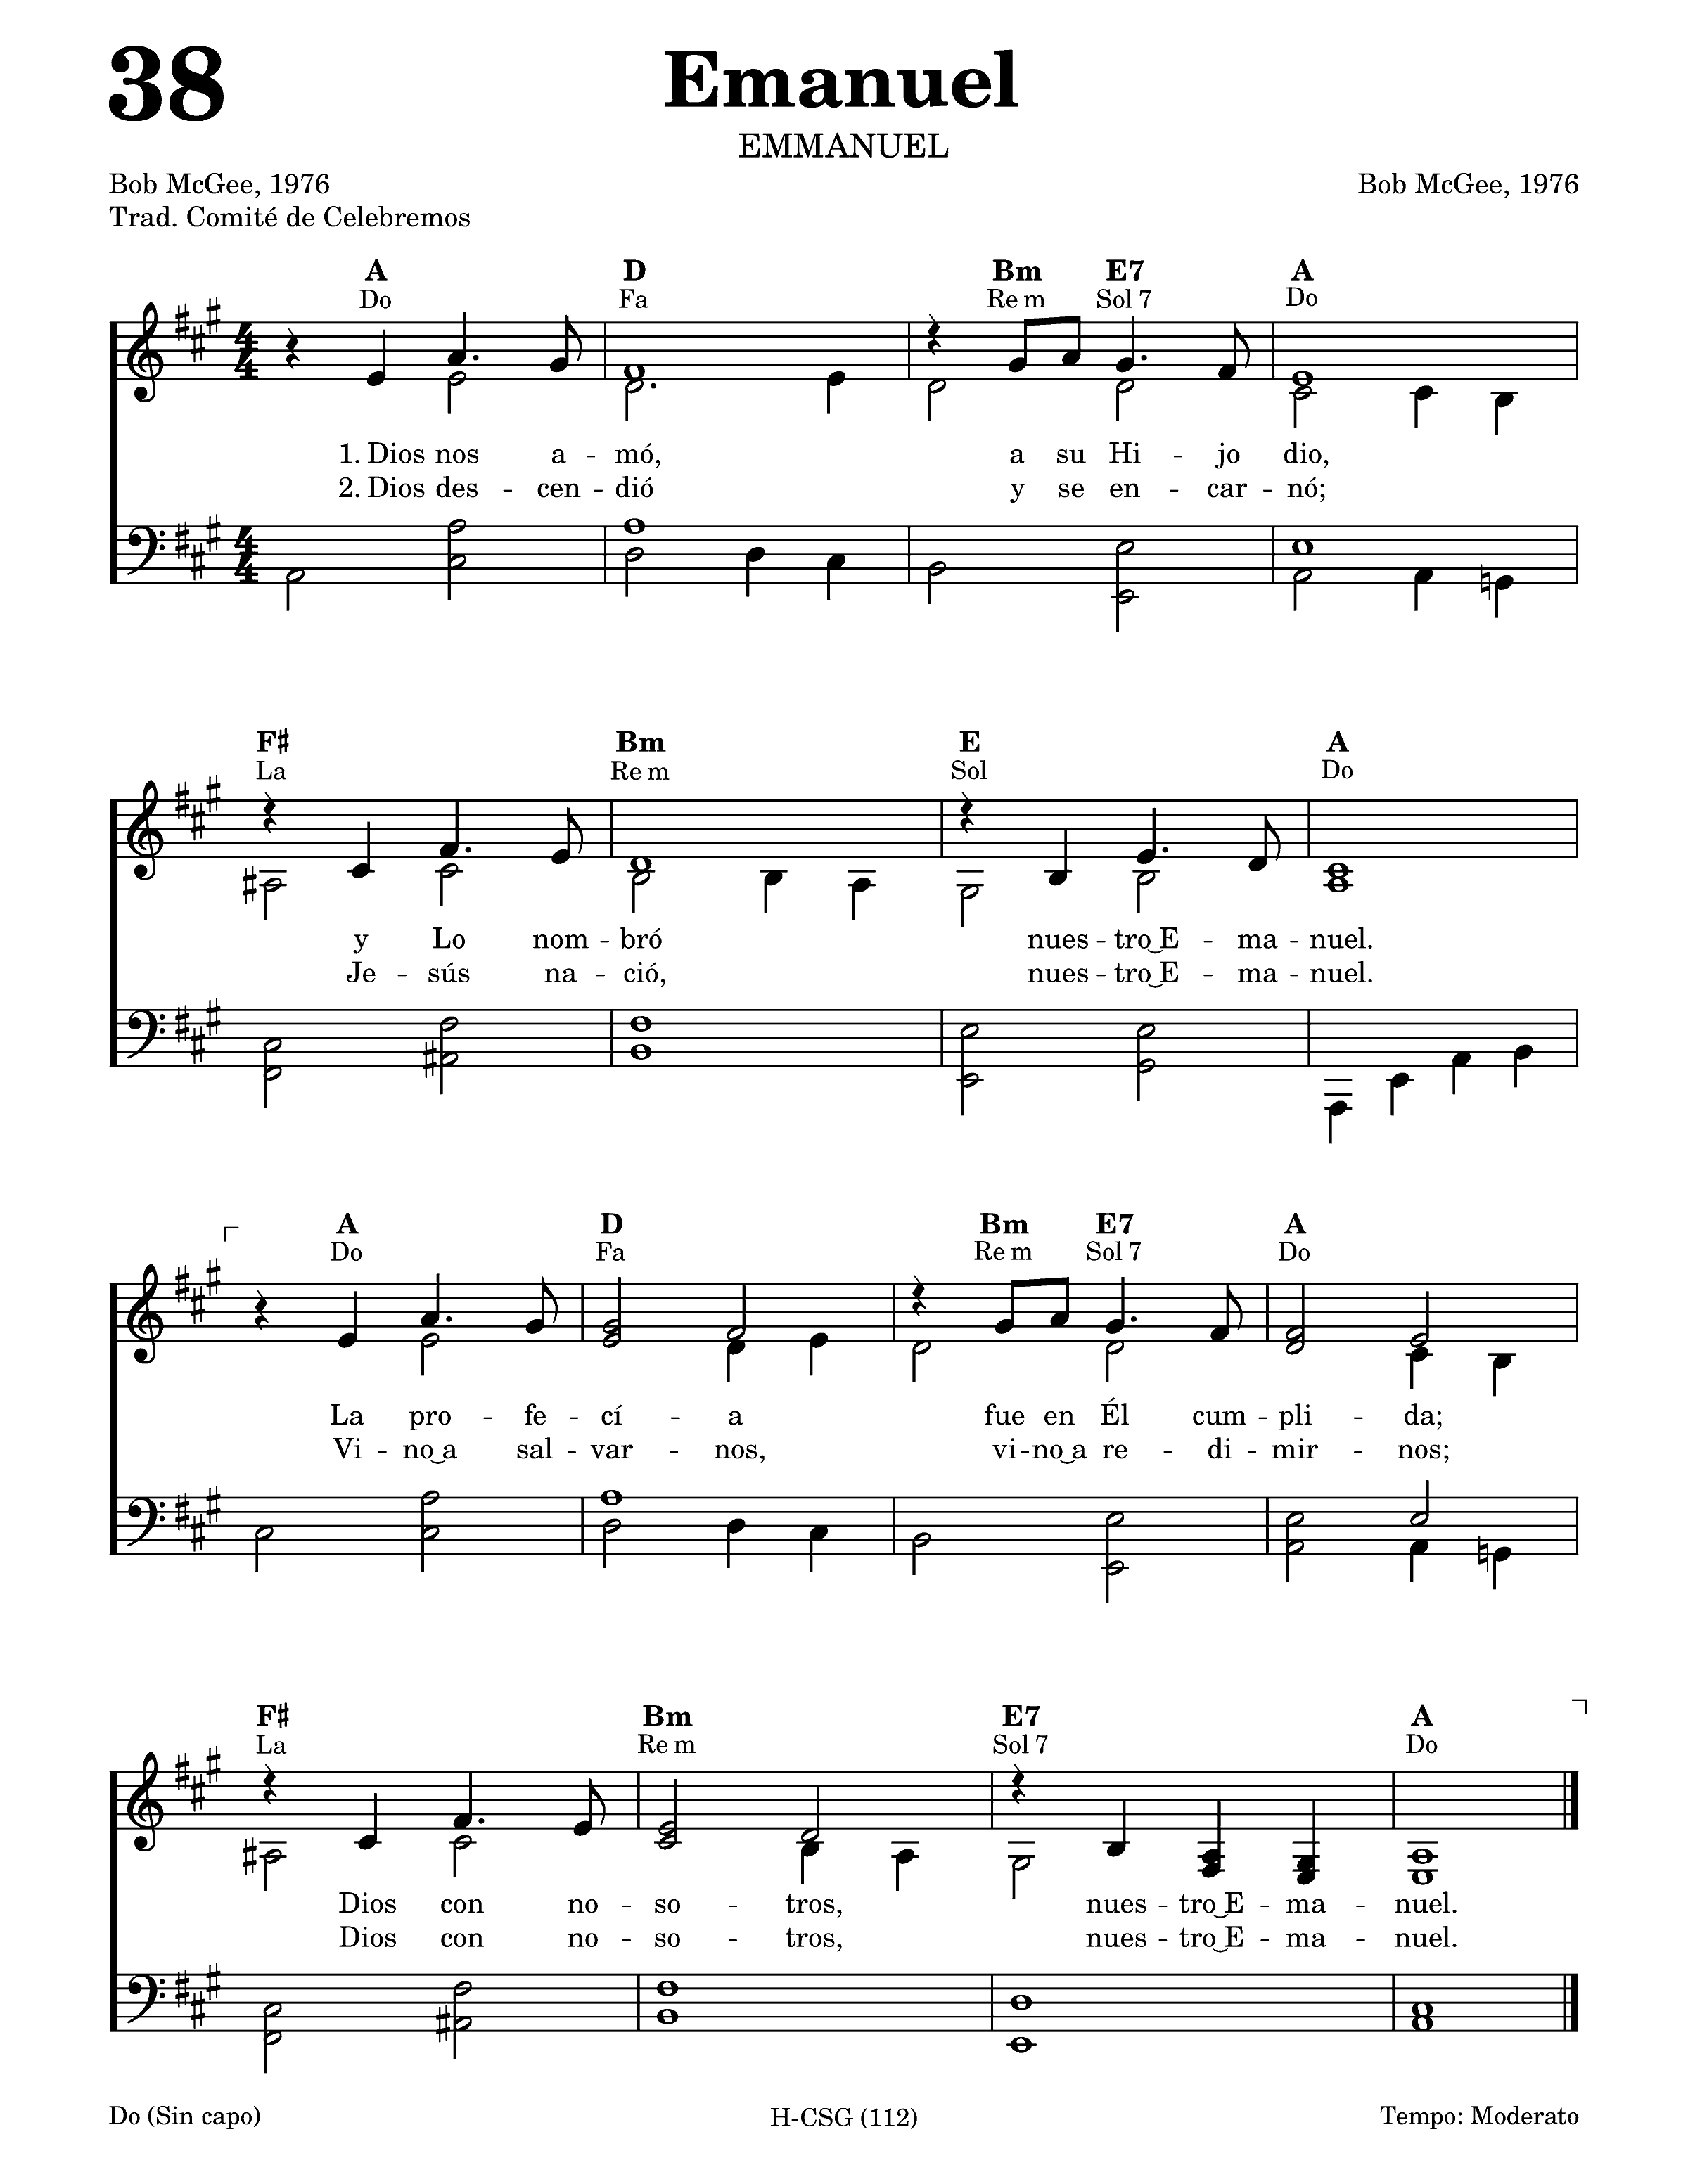 38
Emanuel
EMMANUEL
Bob McGee, 1976 Bob McGee, 1976
Trad. Comité de Celebremos
A D Bm E7 A
Do Fa Re m Sol 7 Do
1. Dios nos a – mó, a su Hi – jo dio,
2. Dios des – cen – dió y se en – car – nó;
F♯ Bm E A
La Re m Sol Do
y Lo nom – bró nues – tro‿E – ma – nuel.
Je – sús na – ció, nues – tro‿E – ma – nuel.
A D Bm E7 A
Do Fa Re m Sol 7 Do
La pro – fe – cí – a fue en Él cum – pli – da;
Vi – no‿a sal – var – nos, vi – no‿a re – di – mir – nos;
F♯ Bm E7 A
La Re m Sol 7 Do
Dios con no – so – tros, nues – tro‿E – ma – nuel.
Dios con no – so – tros, nues – tro‿E – ma – nuel.
Do (Sin capo) H-CSG (112) Tempo: Moderato